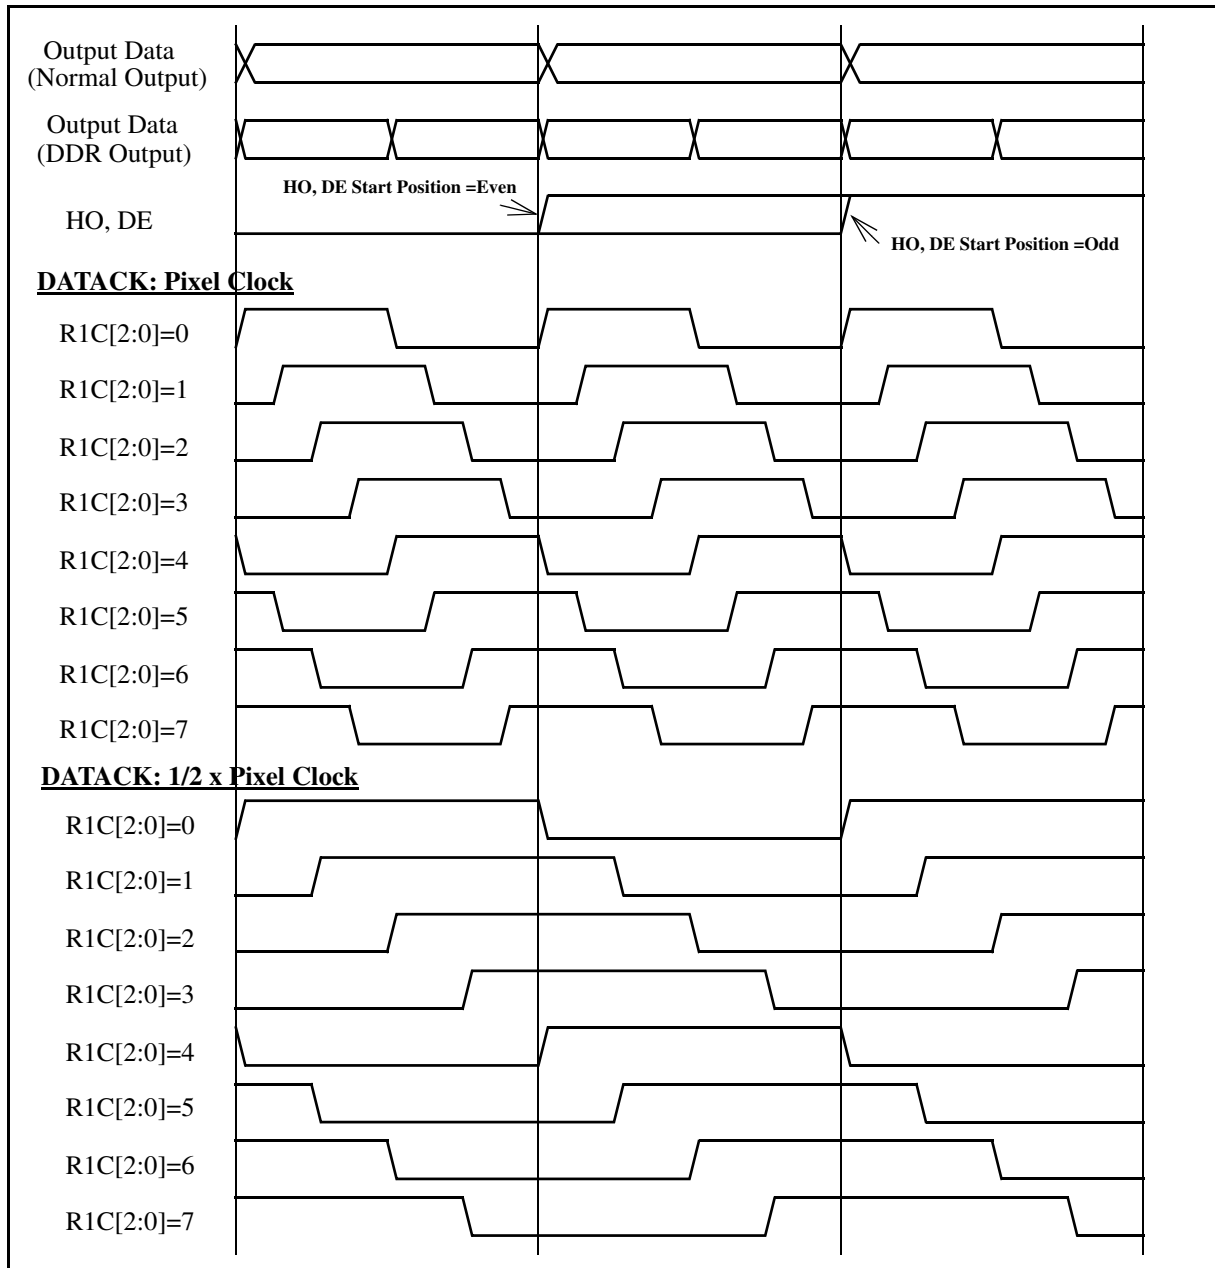 Output Data
(Normal Output)
Output Data
(DDR Output)
HO, DE Start Position =Even
HO, DE
HO, DE Start Position =Odd
DATACK: Pixel Clock
R1C[2:0]=0
R1C[2:0]=1
R1C[2:0]=2
R1C[2:0]=3
R1C[2:0]=4
R1C[2:0]=5
R1C[2:0]=6
R1C[2:0]=7
DATACK: 1/2 x Pixel Clock
R1C[2:0]=0
R1C[2:0]=1
R1C[2:0]=2
R1C[2:0]=3
R1C[2:0]=4
R1C[2:0]=5
R1C[2:0]=6
R1C[2:0]=7